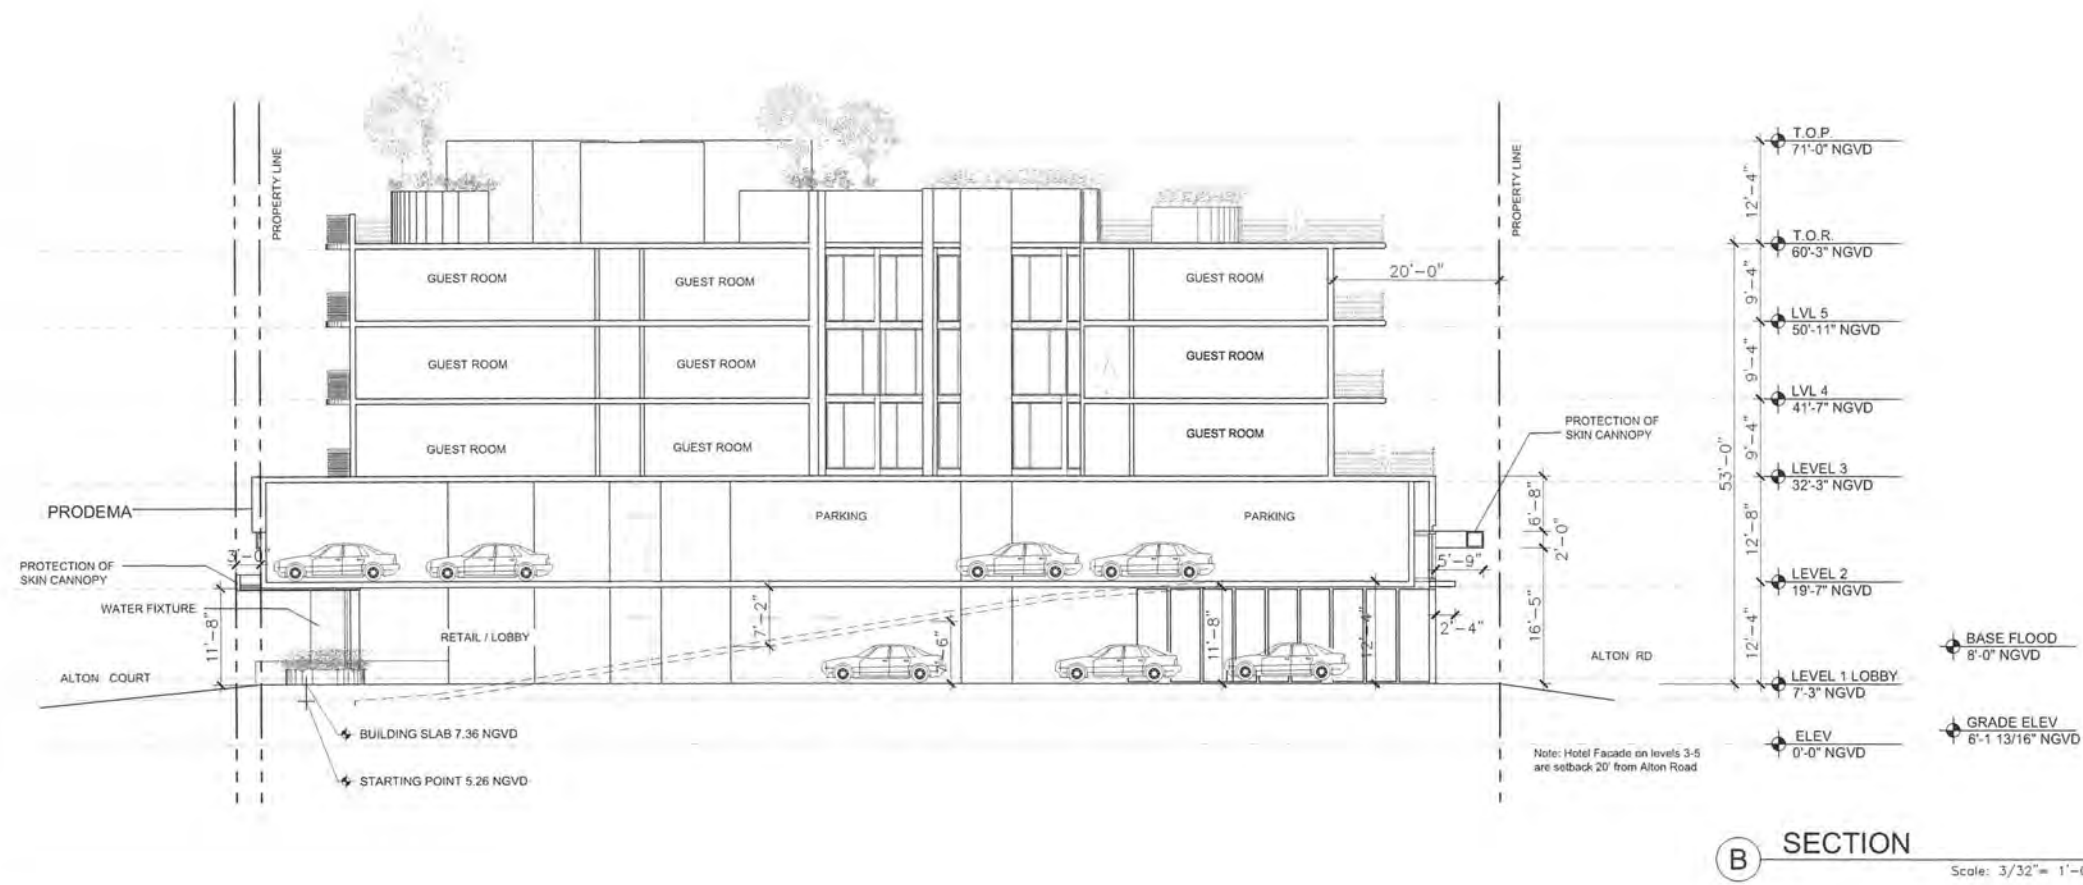 PROPERTY LINE
PROPERTY LINE
T.O.P.
71'-0" NGVD
12'-4"
T.O.R.
60'-3" NGVD
20'-0"
GUEST ROOM
GUEST ROOM
GUEST ROOM
9'-4"
LVL 5
50'-11" NGVD
GUEST ROOM
GUEST ROOM
GUEST ROOM
9'-4"
LVL 4
41'-7" NGVD
PROTECTION OF
SKIN CANNOPY
GUEST ROOM
GUEST ROOM
GUEST ROOM
9'-4"
53'-0"
LEVEL 3
32'-3" NGVD
PRODEMA
PARKING
PARKING
6'-8"
2'-0"
12'-8"
3'-0"
5'-9"
PROTECTION OF
SKIN CANNOPY
LEVEL 2
19'-7" NGVD
WATER FIXTURE
11'-8"
RETAIL / LOBBY
7'-2"
7'-6"
11'-8"
12'-4"
2'-4"
16'-5"
12'-4"
ALTON RD
BASE FLOOD
8'-0" NGVD
ALTON COURT
LEVEL 1 LOBBY
7'-3" NGVD
BUILDING SLAB 7.36 NGVD
STARTING POINT 5.26 NGVD
Note: Hotel Facade on levels 3-5
are setback 20' from Alton Road
ELEV
0'-0" NGVD
GRADE ELEV
6'-1 13/16" NGVD
B
SECTION
Scale: 3/32"= 1'-